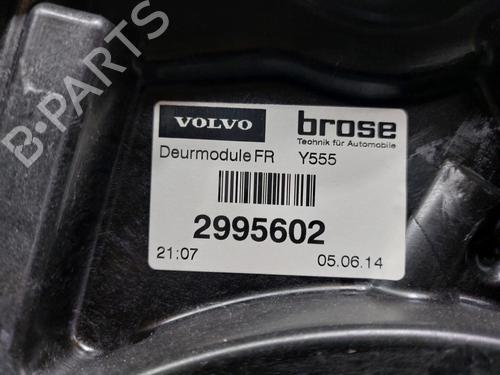 B-PARTS
VOLVO
brose
Technik für Automobile
Deurmodule FR Y555
2995602
21:07 05.06.14